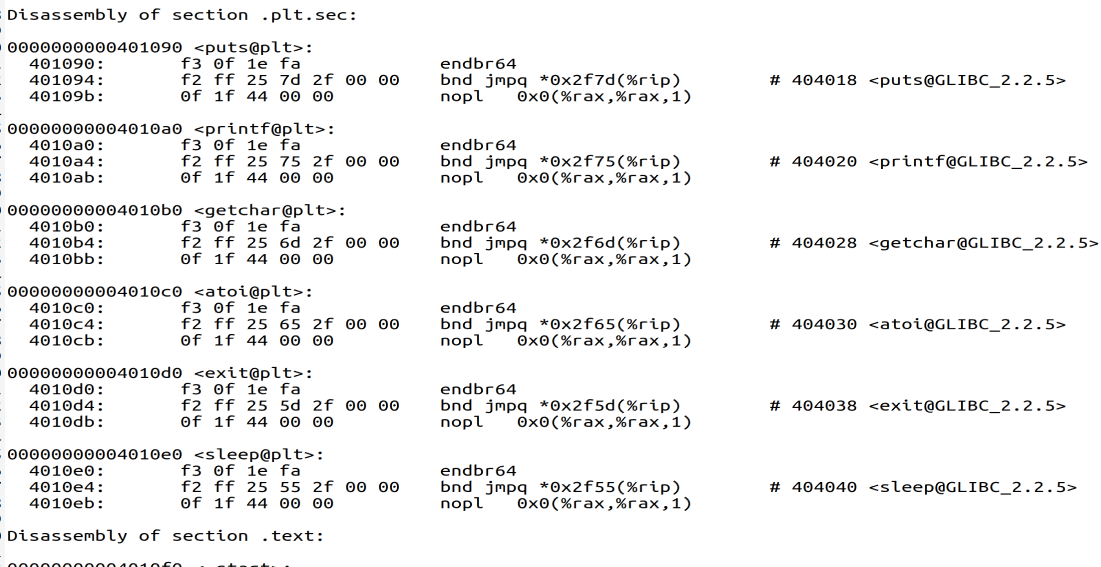 Disassembly of section .plt.sec:
0000000000401090 <puts@plt>:
401090: f3 0f 1e fa endbr64
401094: f2 ff 25 7d 2f 00 00 bnd jmpq *0x2f7d(%rip) # 404018 <puts@GLIBC_2.2.5>
40109b: 0f 1f 44 00 00 nopl 0x0(%rax,%rax,1)
00000000004010a0 <printf@plt>:
4010a0: f3 0f 1e fa endbr64
4010a4: f2 ff 25 75 2f 00 00 bnd jmpq *0x2f75(%rip) # 404020 <printf@GLIBC_2.2.5>
4010ab: 0f 1f 44 00 00 nopl 0x0(%rax,%rax,1)
00000000004010b0 <getchar@plt>:
4010b0: f3 0f 1e fa endbr64
4010b4: f2 ff 25 6d 2f 00 00 bnd jmpq *0x2f6d(%rip) # 404028 <getchar@GLIBC_2.2.5>
4010bb: 0f 1f 44 00 00 nopl 0x0(%rax,%rax,1)
00000000004010c0 <atoi@plt>:
4010c0: f3 0f 1e fa endbr64
4010c4: f2 ff 25 65 2f 00 00 bnd jmpq *0x2f65(%rip) # 404030 <atoi@GLIBC_2.2.5>
4010cb: 0f 1f 44 00 00 nopl 0x0(%rax,%rax,1)
00000000004010d0 <exit@plt>:
4010d0: f3 0f 1e fa endbr64
4010d4: f2 ff 25 5d 2f 00 00 bnd jmpq *0x2f5d(%rip) # 404038 <exit@GLIBC_2.2.5>
4010db: 0f 1f 44 00 00 nopl 0x0(%rax,%rax,1)
00000000004010e0 <sleep@plt>:
4010e0: f3 0f 1e fa endbr64
4010e4: f2 ff 25 55 2f 00 00 bnd jmpq *0x2f55(%rip) # 404040 <sleep@GLIBC_2.2.5>
4010eb: 0f 1f 44 00 00 nopl 0x0(%rax,%rax,1)
Disassembly of section .text: